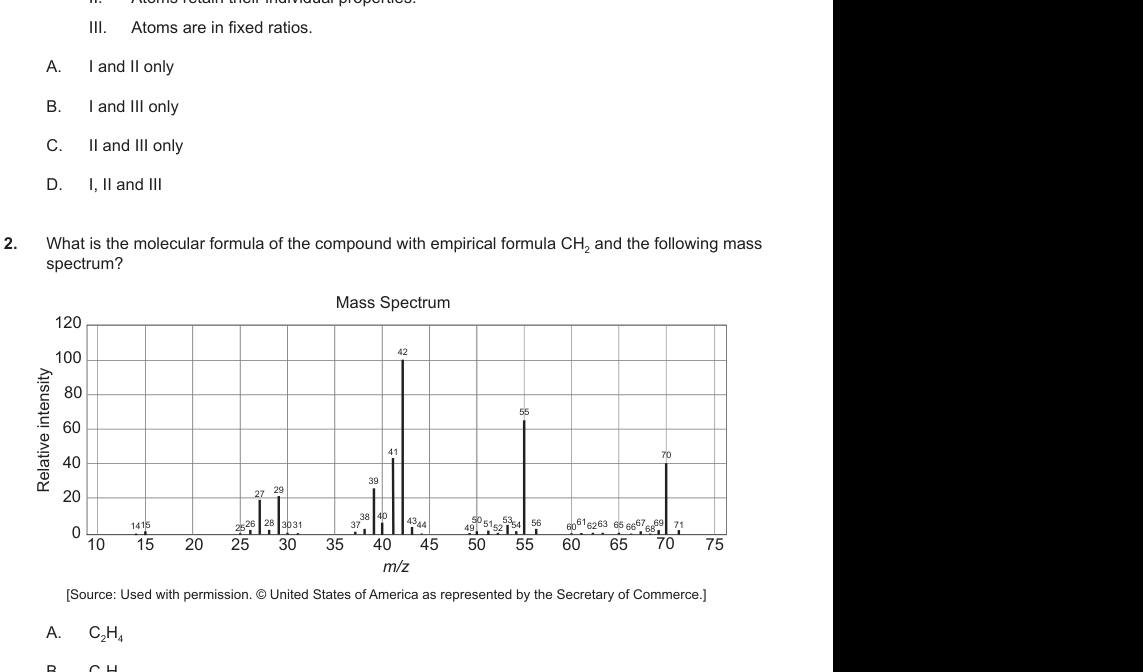 III. Atoms are in fixed ratios.
A. I and II only
B. I and III only
C. II and III only
D. I, II and III
2. What is the molecular formula of the compound with empirical formula CH₂ and the following mass
spectrum?
Mass Spectrum
120
100
80
60
40
20
0
Relative intensity
14 15 25 26 27 28 29 30 31 37 38 39 40 41 42 43 44 49 50 51 52 53 54 55 56 60 61 62 63 65 66 67 68 69 70 71
10 15 20 25 30 35 40 45 50 55 60 65 70 75
m/z
[Source: Used with permission. © United States of America as represented by the Secretary of Commerce.]
A. C₂H₄